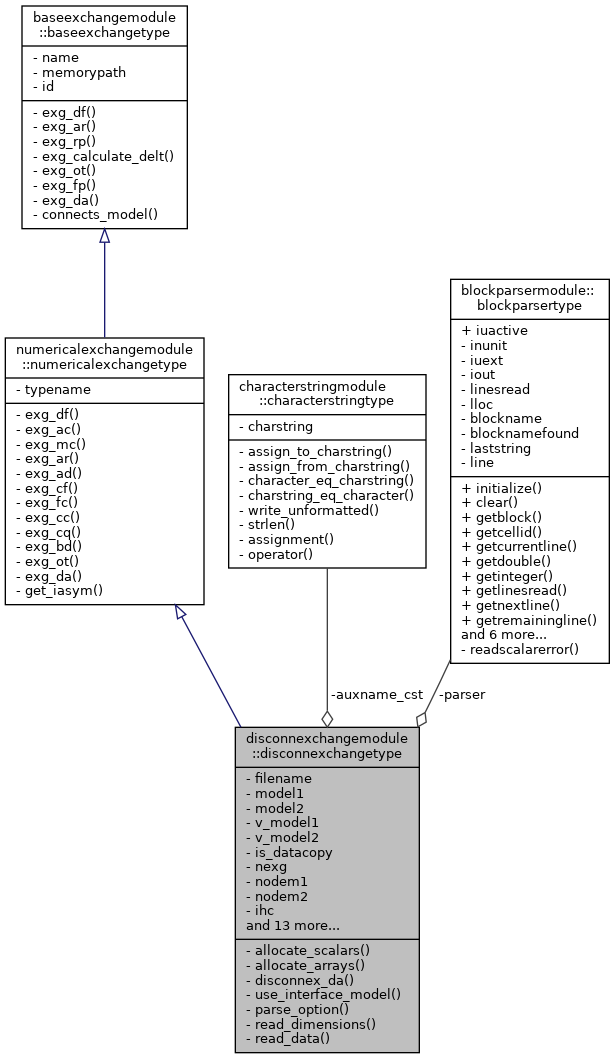 baseexchangemodule
::baseexchangetype
- name
- memorypath
- id
- exg_df()
- exg_ar()
- exg_rp()
- exg_calculate_delt()
- exg_ot()
- exg_fp()
- exg_da()
- connects_model()
numericalexchangemodule
::numericalexchangetype
- typename
- exg_df()
- exg_ac()
- exg_mc()
- exg_ar()
- exg_ad()
- exg_cf()
- exg_fc()
- exg_cc()
- exg_cq()
- exg_bd()
- exg_ot()
- exg_da()
- get_iasym()
characterstringmodule
::characterstringtype
- charstring
- assign_to_charstring()
- assign_from_charstring()
- character_eq_charstring()
- charstring_eq_character()
- write_unformatted()
- strlen()
- assignment()
- operator()
blockparsermodule::
blockparsertype
+ iuactive
- inunit
- iuext
- iout
- linesread
- lloc
- blockname
- blocknamefound
- laststring
- line
+ initialize()
+ clear()
+ getblock()
+ getcellid()
+ getcurrentline()
+ getdouble()
+ getinteger()
+ getlinesread()
+ getnextline()
+ getremainingline()
and 6 more...
- readscalarerror()
-auxname_cst
-parser
disconnexchangemodule
::disconnexchangetype
- filename
- model1
- model2
- v_model1
- v_model2
- is_datacopy
- nexg
- nodem1
- nodem2
- ihc
and 13 more...
- allocate_scalars()
- allocate_arrays()
- disconnex_da()
- use_interface_model()
- parse_option()
- read_dimensions()
- read_data()